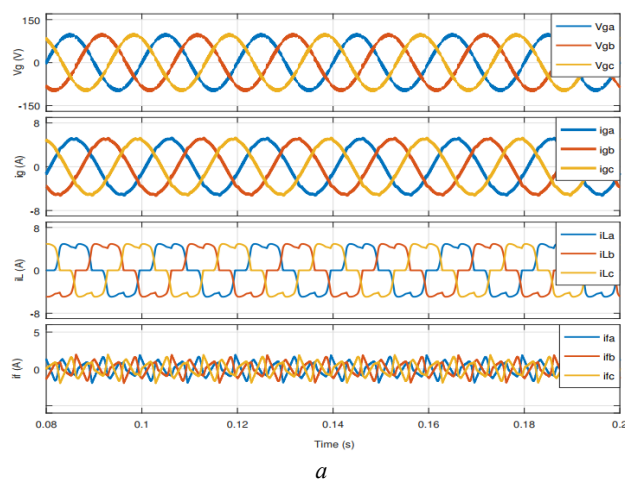 150
0
-150
Vg (V)
Vga
Vgb
Vgc
8
0
-8
ig (A)
iga
igb
igc
8
0
-8
iL (A)
iLa
iLb
iLc
5
0
if (A)
ifa
ifb
ifc
0.08 0.1 0.12 0.14 0.16 0.18 0.2
Time (s)
a